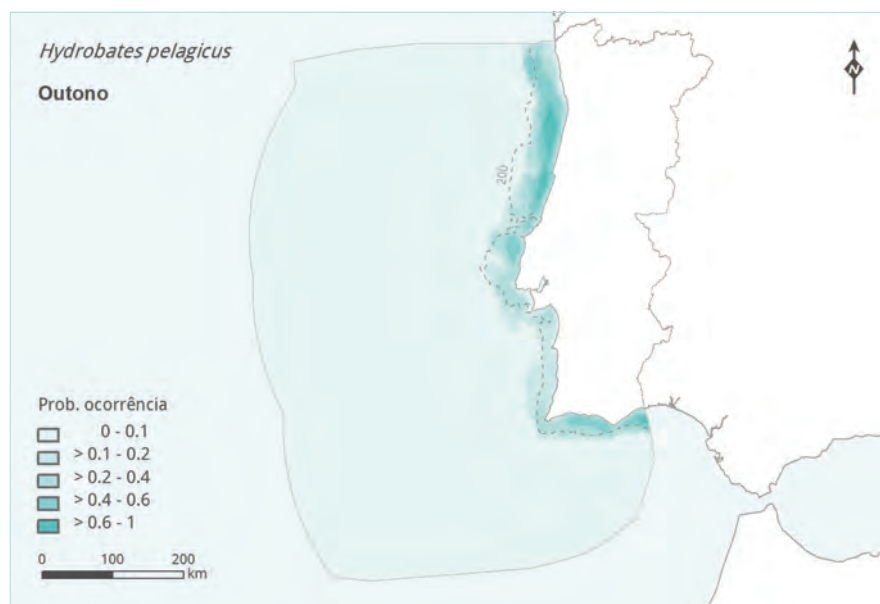 Hydrobates pelagicus
Outono
N
200
Prob. ocorrência
0 - 0.1
> 0.1 - 0.2
> 0.2 - 0.4
> 0.4 - 0.6
> 0.6 - 1
0 100 200
km